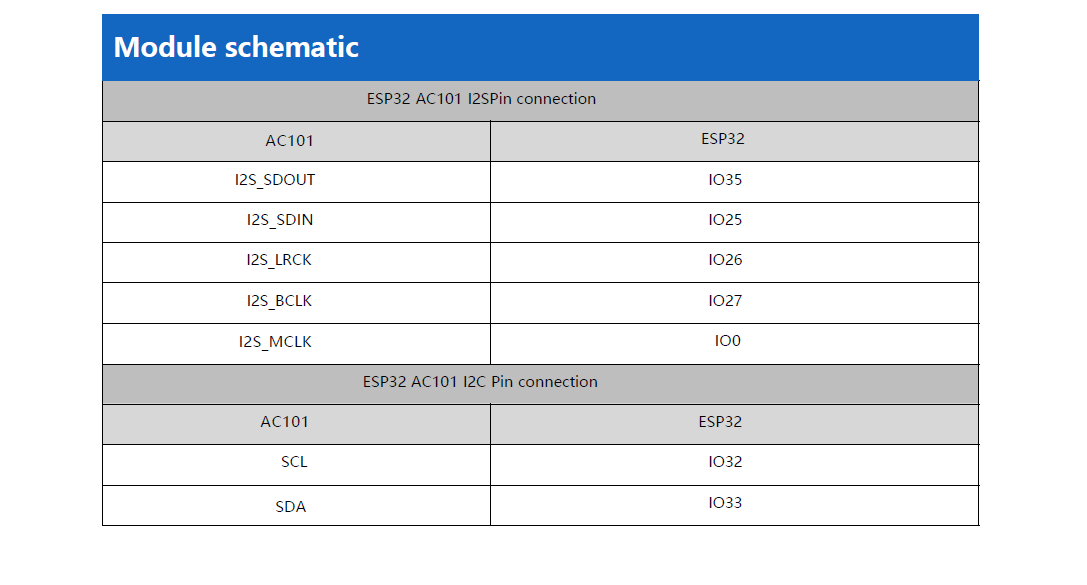 Module schematic
ESP32 AC101 I2SPin connection
AC101 ESP32
I2S_SDOUT IO35
I2S_SDIN IO25
I2S_LRCK IO26
I2S_BCLK IO27
I2S_MCLK IO0
ESP32 AC101 I2C Pin connection
AC101 ESP32
SCL IO32
SDA IO33